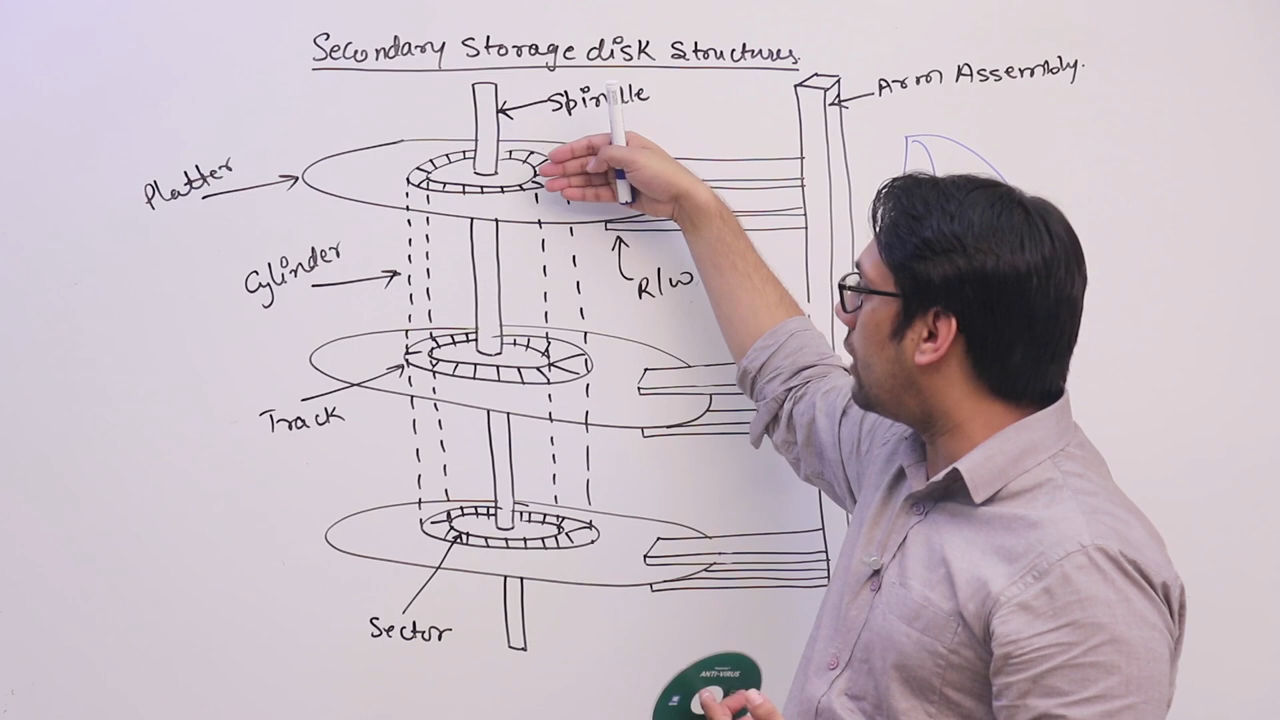 Secondary Storage disk Structures.
Arm Assembly.
Spindle
Platter
Cylinder
R/W
Track
Sector
ANTI-VIRUS